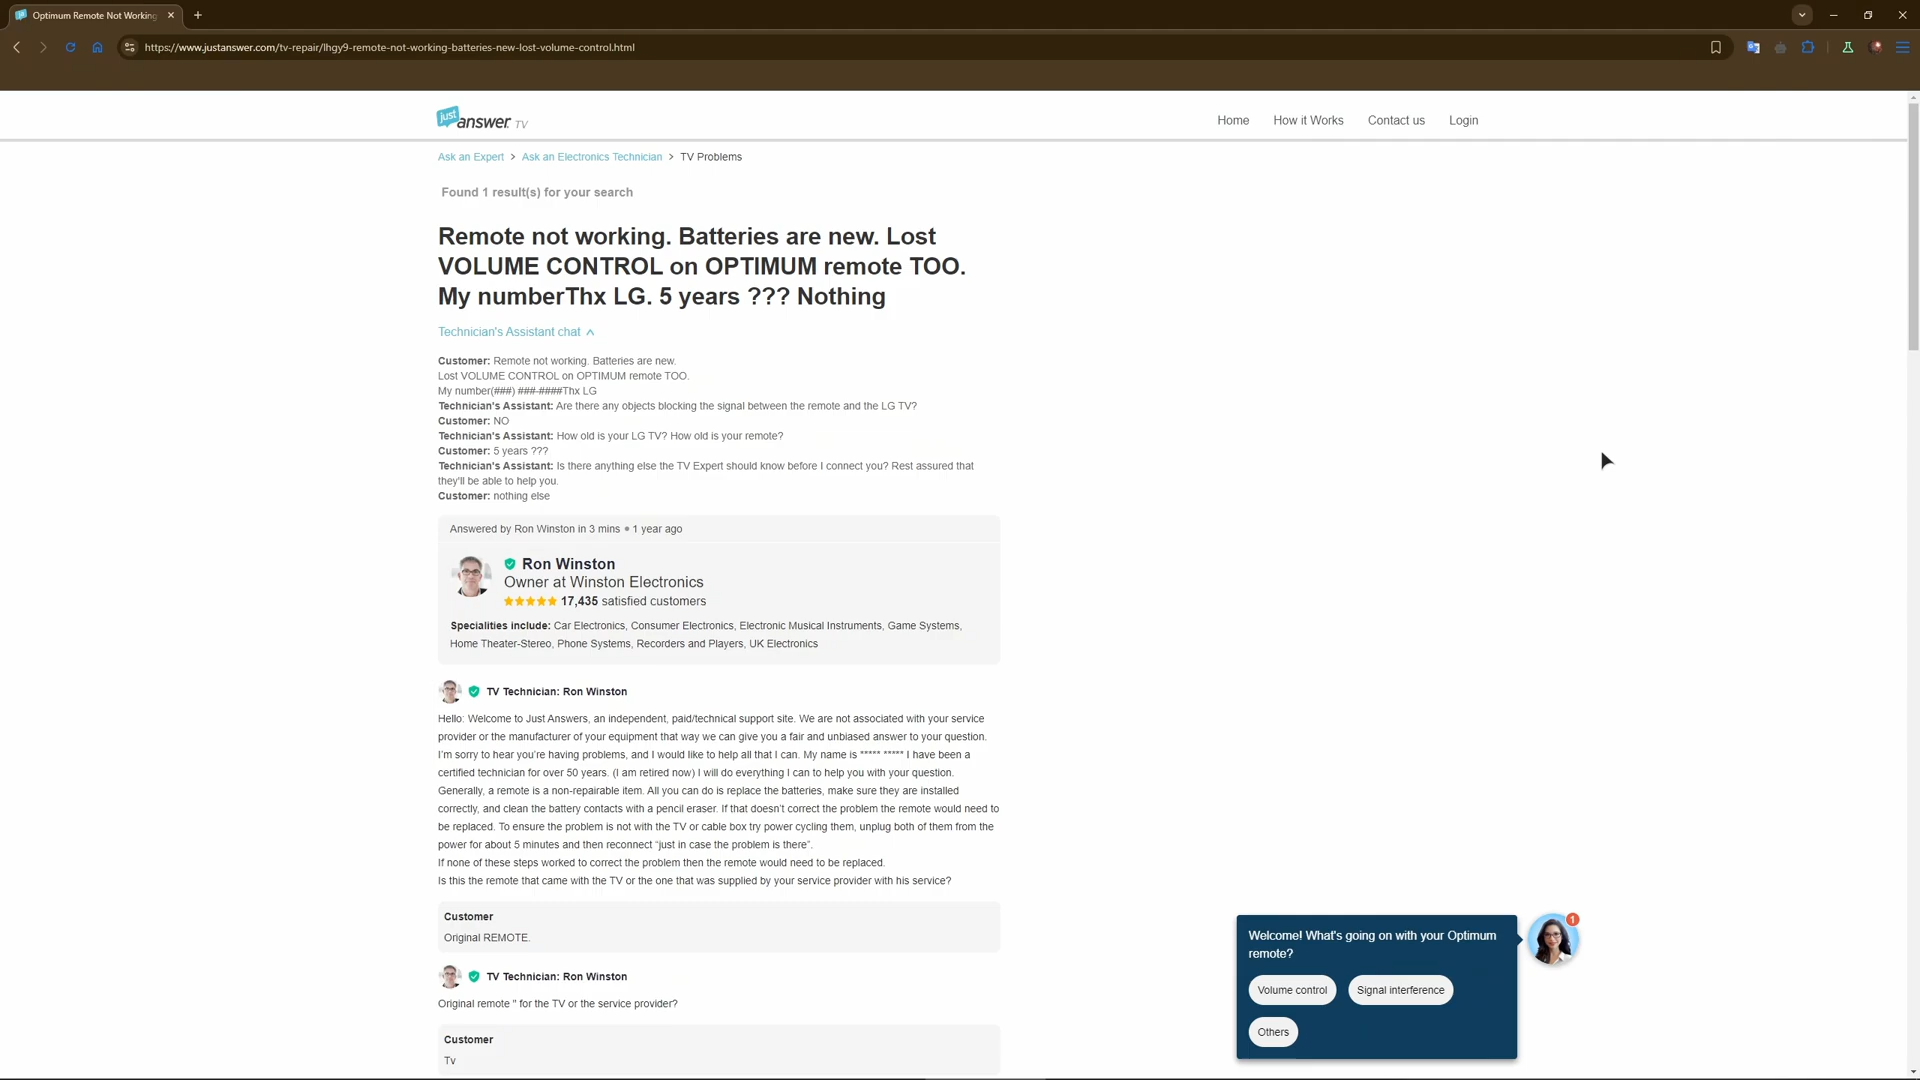 Optimum Remote Not Working
https://www.justanswer.com/tv-repair/lhgy9-remote-not-working-batteries-new-lost-volume-control.html
just answer TV
Home How it Works Contact us Login
Ask an Expert > Ask an Electronics Technician > TV Problems
Found 1 result(s) for your search
Remote not working. Batteries are new. Lost
VOLUME CONTROL on OPTIMUM remote TOO.
My numberThx LG. 5 years ??? Nothing
Technician's Assistant chat
Customer: Remote not working. Batteries are new.
Lost VOLUME CONTROL on OPTIMUM remote TOO.
My number(###) ###-####Thx LG
Technician's Assistant: Are there any objects blocking the signal between the remote and the LG TV?
Customer: NO
Technician's Assistant: How old is your LG TV? How old is your remote?
Customer: 5 years ???
Technician's Assistant: Is there anything else the TV Expert should know before I connect you? Rest assured that
they'll be able to help you.
Customer: nothing else
Answered by Ron Winston in 3 mins • 1 year ago
Ron Winston
Owner at Winston Electronics
17,435 satisfied customers
Specialities include: Car Electronics, Consumer Electronics, Electronic Musical Instruments, Game Systems,
Home Theater-Stereo, Phone Systems, Recorders and Players, UK Electronics
TV Technician: Ron Winston
Hello: Welcome to Just Answers, an independent, paid/technical support site. We are not associated with your service
provider or the manufacturer of your equipment that way we can give you a fair and unbiased answer to your question.
I'm sorry to hear you're having problems, and I would like to help all that I can. My name is ***** ***** I have been a
certified technician for over 50 years. (I am retired now) I will do everything I can to help you with your question.
Generally, a remote is a non-repairable item. All you can do is replace the batteries, make sure they are installed
correctly, and clean the battery contacts with a pencil eraser. If that doesn't correct the problem the remote would need to
be replaced. To ensure the problem is not with the TV or cable box try power cycling them, unplug both of them from the
power for about 5 minutes and then reconnect "just in case the problem is there".
If none of these steps worked to correct the problem then the remote would need to be replaced.
Is this the remote that came with the TV or the one that was supplied by your service provider with his service?
Customer
Original REMOTE.
TV Technician: Ron Winston
Original remote " for the TV or the service provider?
Customer
Tv
Welcome! What's going on with your Optimum
remote?
Volume control Signal interference
Others
1